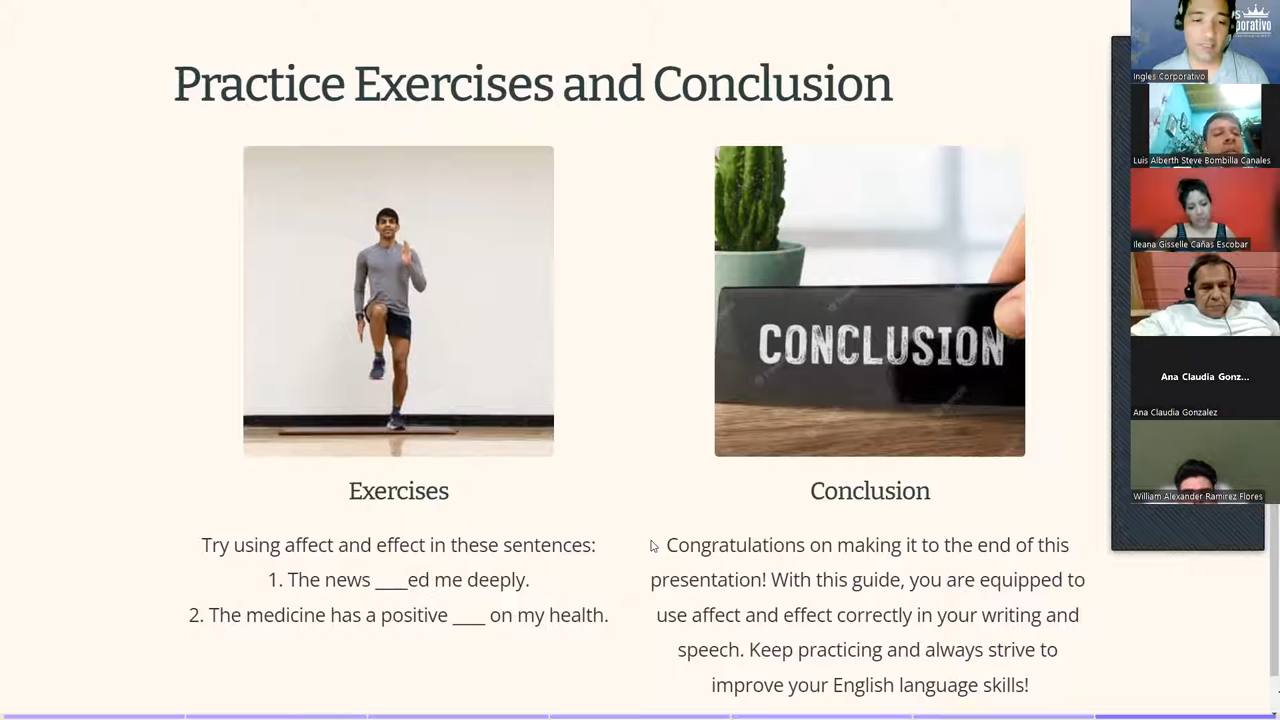 Practice Exercises and Conclusion
CONCLUSION
Exercises
Try using affect and effect in these sentences:
1. The news ____ed me deeply.
2. The medicine has a positive ____ on my health.
Conclusion
Congratulations on making it to the end of this
presentation! With this guide, you are equipped to
use affect and effect correctly in your writing and
speech. Keep practicing and always strive to
improve your English language skills!
Ingles Corporativo
Luis Alberth Steve Bombilla Canales
Ileana Gisselle Cañas Escobar
Ana Claudia Gonz...
Ana Claudia Gonzalez
William Alexander Ramirez Flores